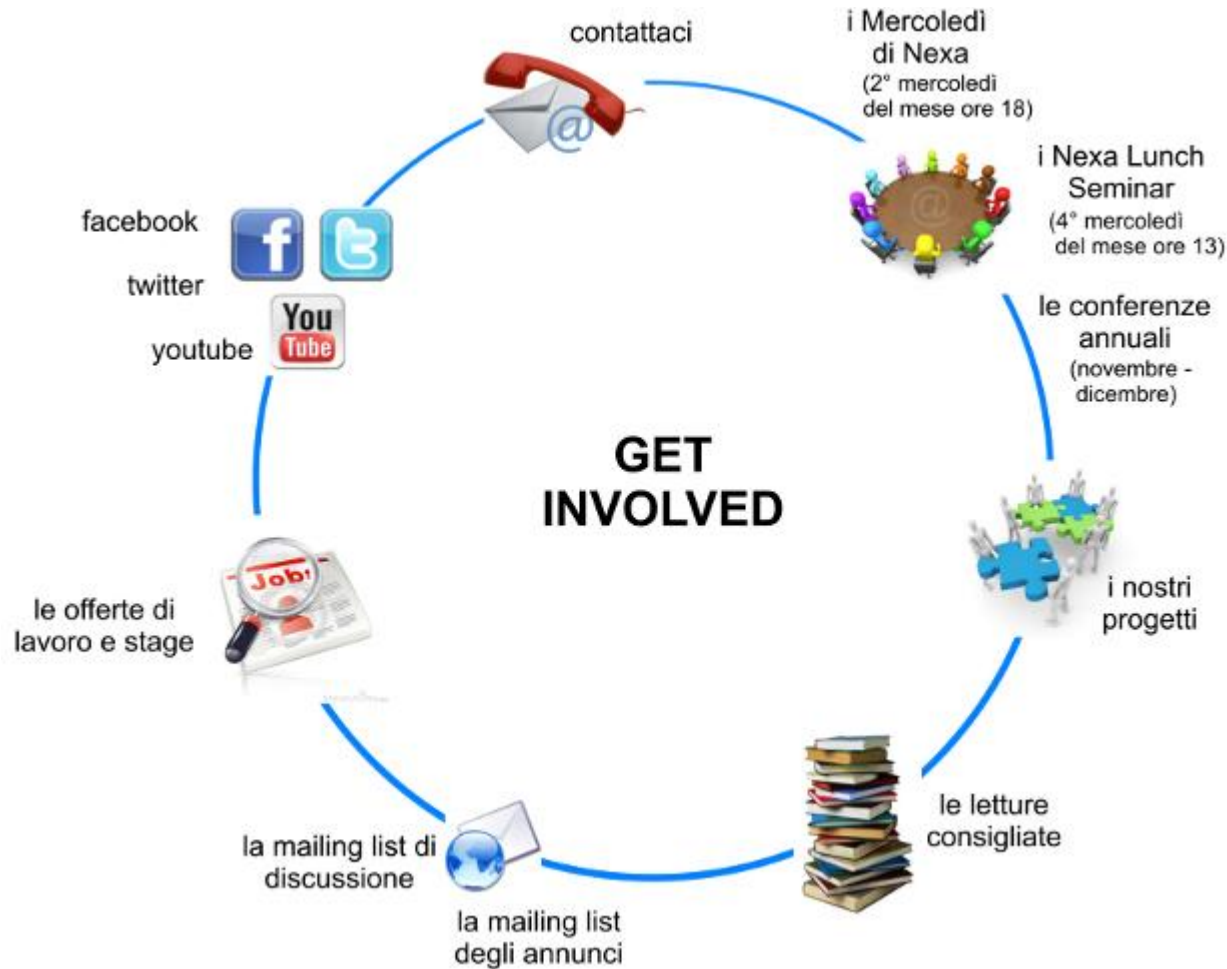 contattaci
i Mercoledì
di Nexa
(2° mercoledì
del mese ore 18)
i Nexa Lunch
Seminar
(4° mercoledì
del mese ore 13)
le conferenze
annuali
(novembre -
dicembre)
i nostri
progetti
le letture
consigliate
la mailing list
degli annunci
la mailing list di
discussione
le offerte di
lavoro e stage
Job!
facebook
f
t
twitter
youtube
You
Tube
@
@
GET
INVOLVED